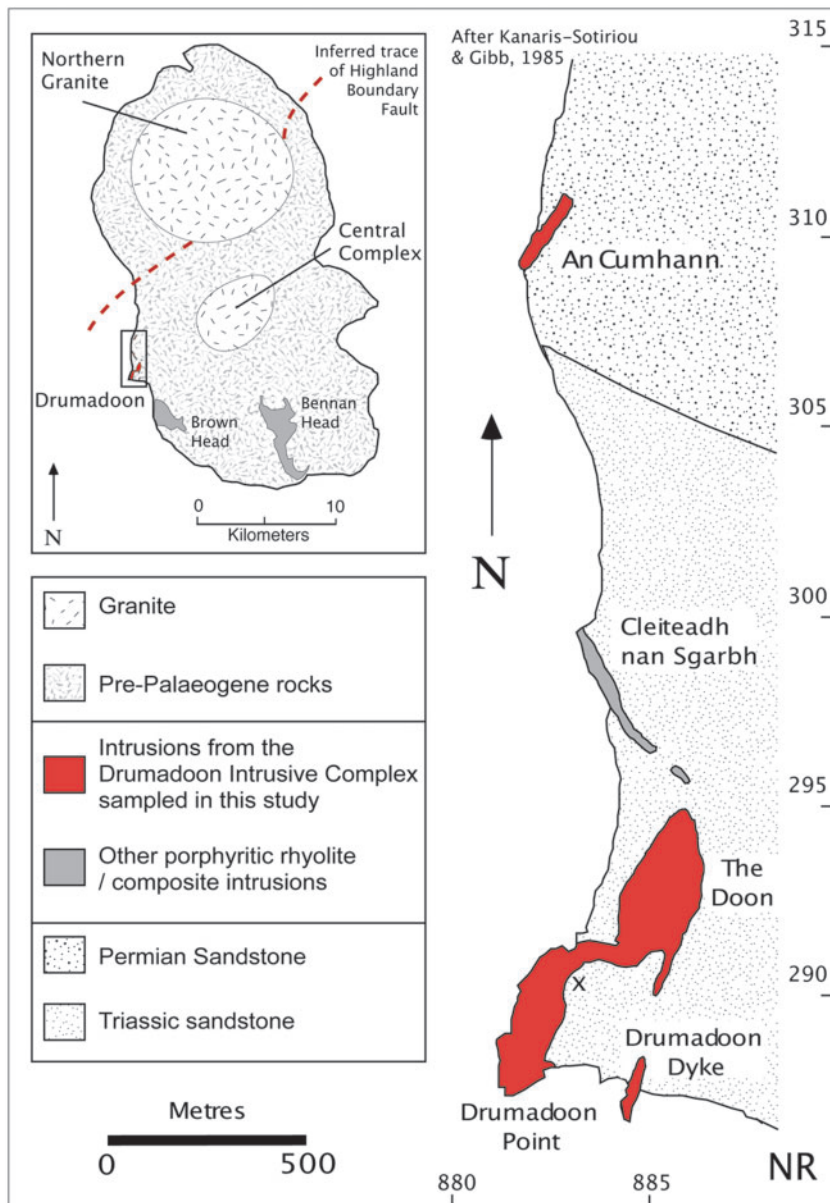 After Kanaris-Sotiriou
& Gibb, 1985
Northern
Granite
Inferred trace
of Highland
Boundary
Fault
Central
Complex
Drumadoon
Brown
Head
Bennan
Head
N
0 10
Kilometers
Granite
Pre-Palaeogene rocks
Intrusions from the
Drumadoon Intrusive Complex
sampled in this study
Other porphyritic rhyolite
/ composite intrusions
Permian Sandstone
Triassic sandstone
Metres
0 500
315
310
An Cumhann
305
N
300
Cleiteadh
nan Sgarbh
295
The
Doon
290
x
Drumadoon
Dyke
Drumadoon
Point
NR
880 885